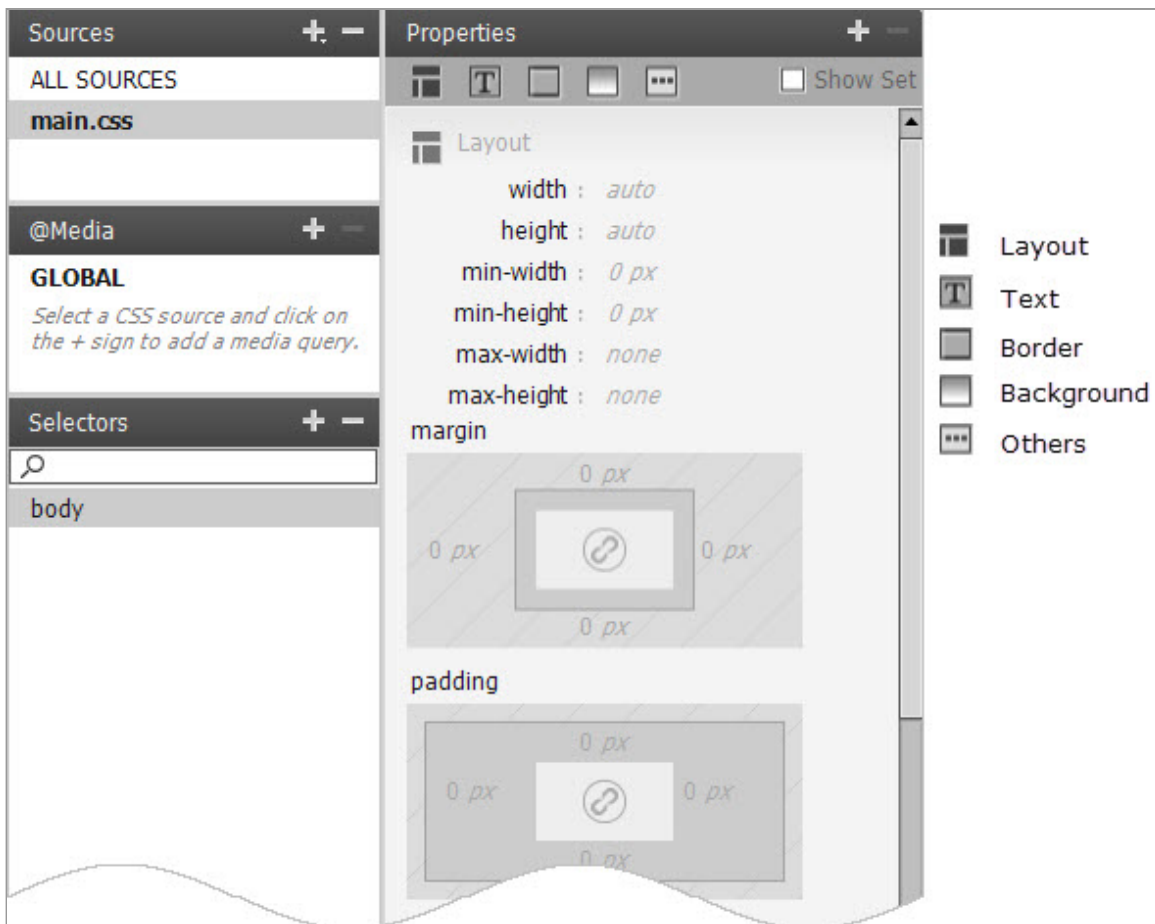 Sources
ALL SOURCES
main.css
@Media
GLOBAL
Select a CSS source and click on
the + sign to add a media query.
Selectors
body
Properties
T
Show Set
Layout
width : auto
height : auto
min-width : 0 px
min-height : 0 px
max-width : none
max-height : none
margin
0 px
0 px 0 px
0 px
padding
0 px
0 px 0 px
0 px
Layout
T Text
Border
Background
Others